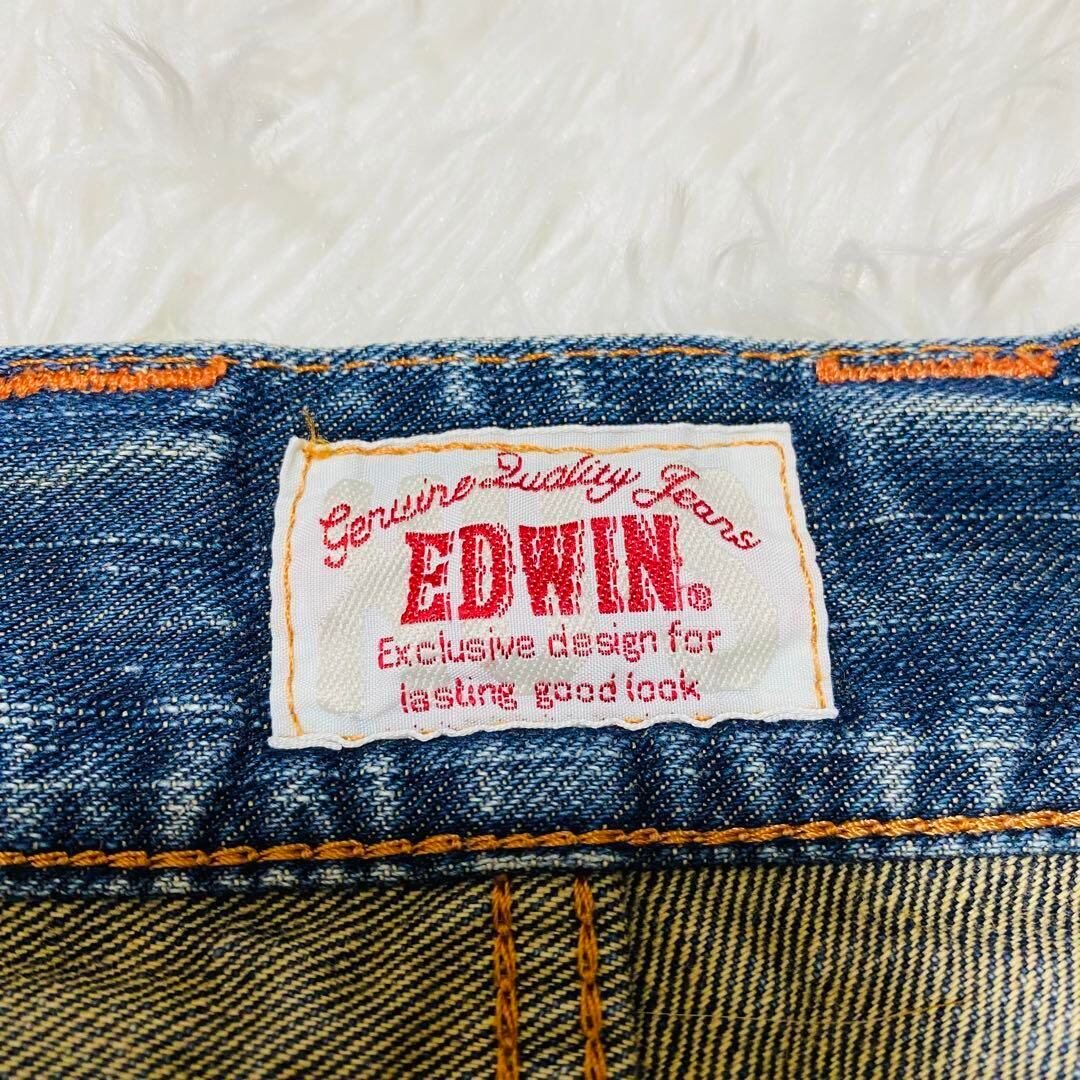 Genuine Quality Jeans
EDWIN®
Exclusive design for
lasting good look